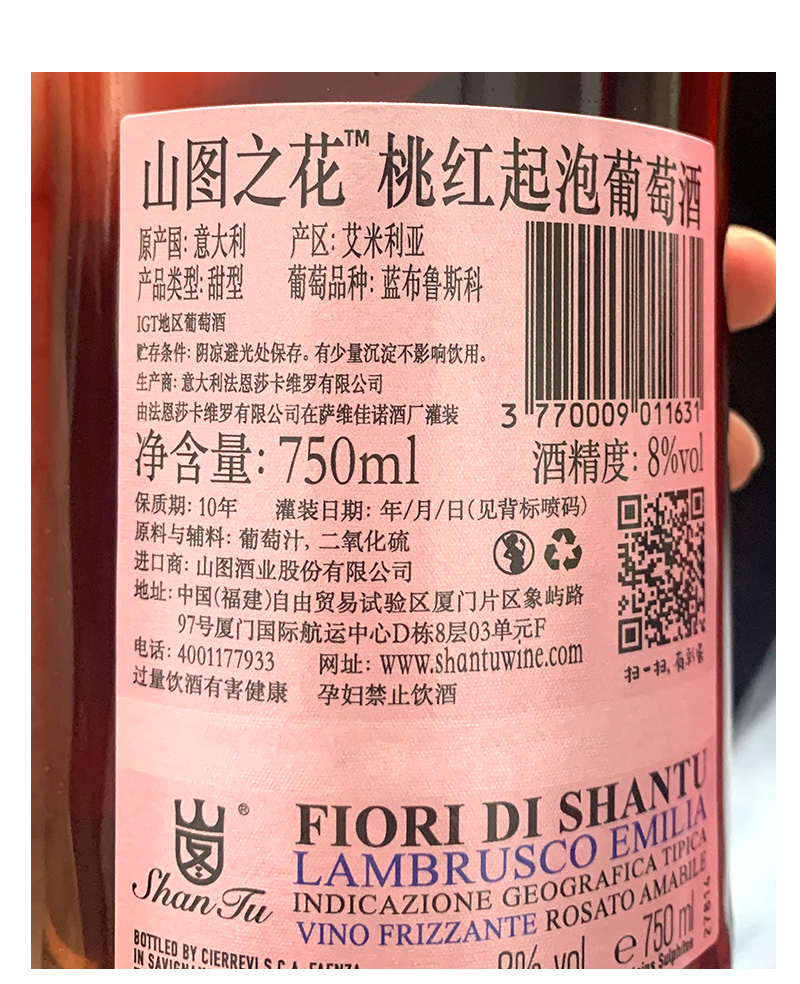 山图之花™ 桃红起泡葡萄酒
原产国: 意大利 产区: 艾米利亚
产品类型: 甜型 葡萄品种: 蓝布鲁斯科
IGT地区葡萄酒
贮存条件: 阴凉避光处保存。有少量沉淀不影响饮用。
生产商: 意大利法恩莎卡维罗有限公司
由法恩莎卡维罗有限公司在萨维佳诺酒厂灌装
3 770009 011631
净含量: 750ml 酒精度: 8%vol
保质期: 10年 灌装日期: 年/月/日(见背标喷码)
原料与辅料: 葡萄汁, 二氧化硫
进口商: 山图酒业股份有限公司
地址: 中国(福建)自由贸易试验区厦门片区象屿路
97号厦门国际航运中心D栋8层03单元F
电话: 4001177933 网址: www.shantuwine.com
扫一扫, 有
过量饮酒有害健康 孕妇禁止饮酒
FIORI DI SHANTU
LAMBRUSCO EMILIA
INDICAZIONE GEOGRAFICA TIPICA
VINO FRIZZANTE ROSATO AMABILE
Shan Tu ®
27814
BOTTLED BY CIERREVI S.C.A. FAENZA
8% vol e 750 ml
Sulphites